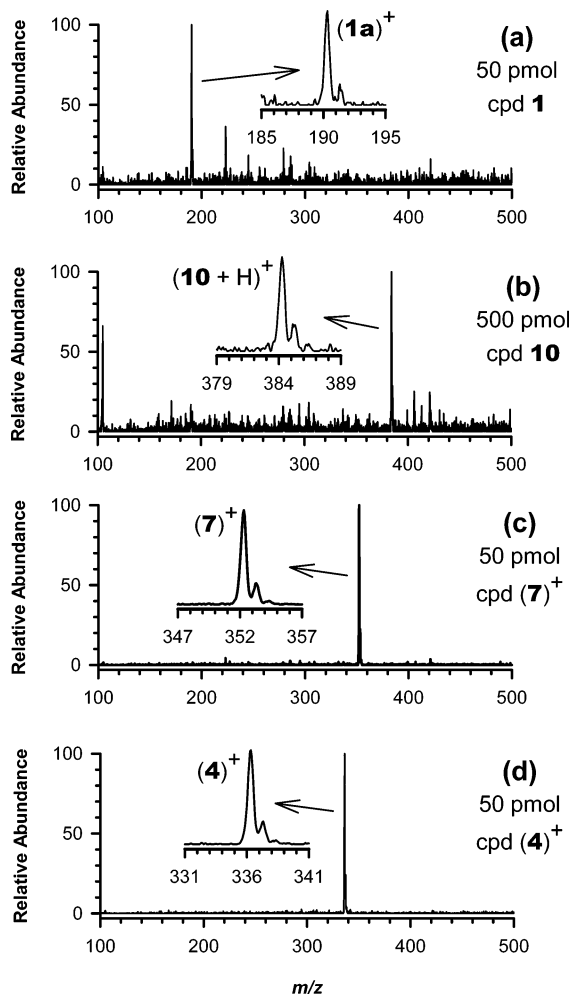 (a)
50 pmol
cpd 1
(1a)+
Relative Abundance
100
50
0
185 190 195
100 200 300 400 500
(b)
500 pmol
cpd 10
(10 + H)+
Relative Abundance
100
50
0
379 384 389
100 200 300 400 500
(c)
50 pmol
cpd (7)+
(7)+
Relative Abundance
100
50
0
347 352 357
100 200 300 400 500
(d)
50 pmol
cpd (4)+
(4)+
Relative Abundance
100
50
0
331 336 341
100 200 300 400 500
m/z